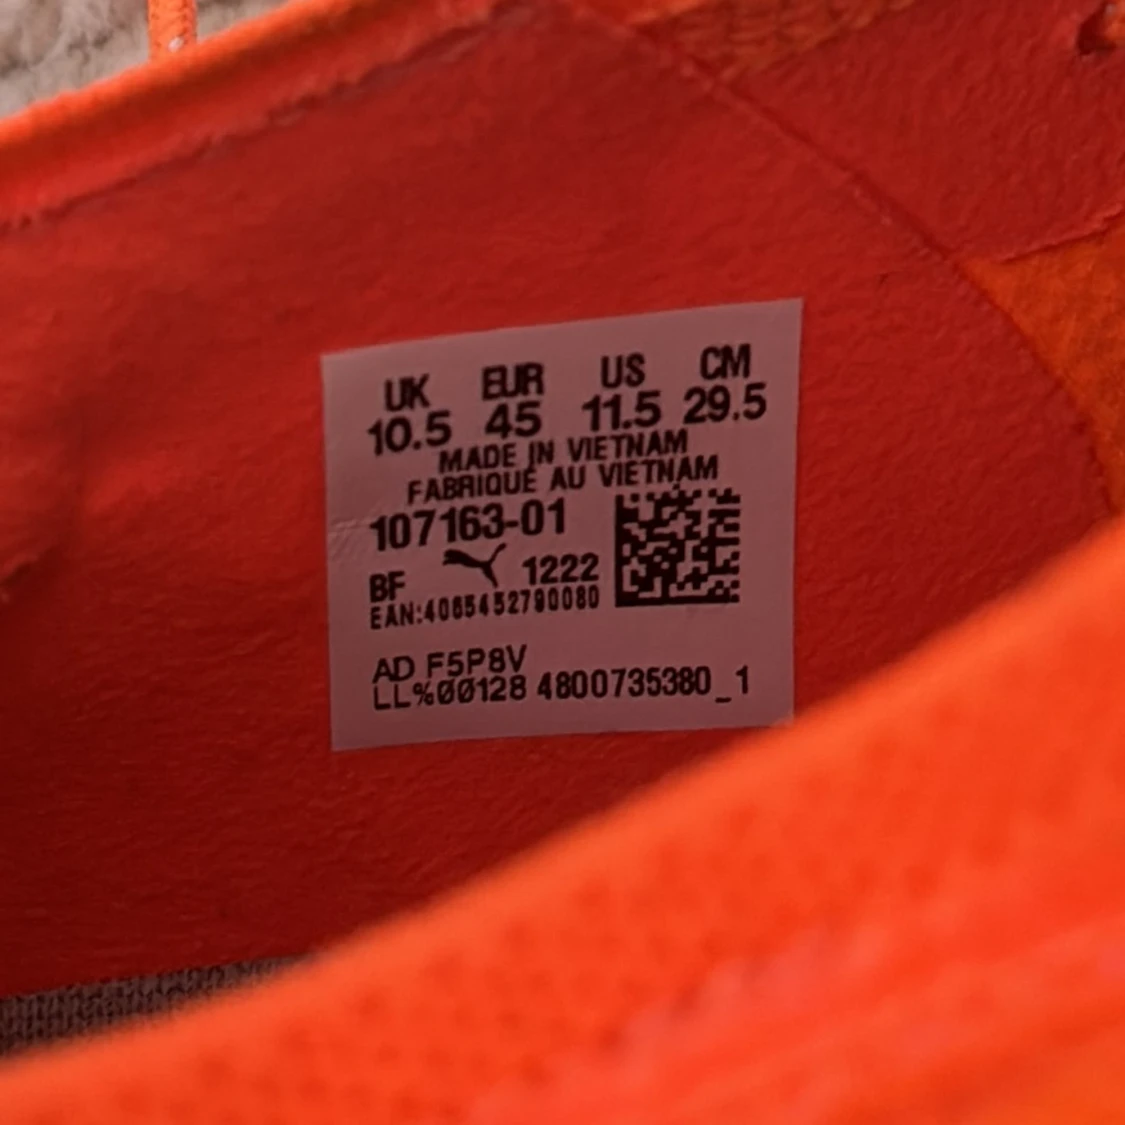 UK EUR US CM
10.5 45 11.5 29.5
MADE IN VIETNAM
FABRIQUÉ AU VIETNAM
107163-01
BF 1222
EAN:4065452790080
AD F5P8V
LL%00128 4800735380_1